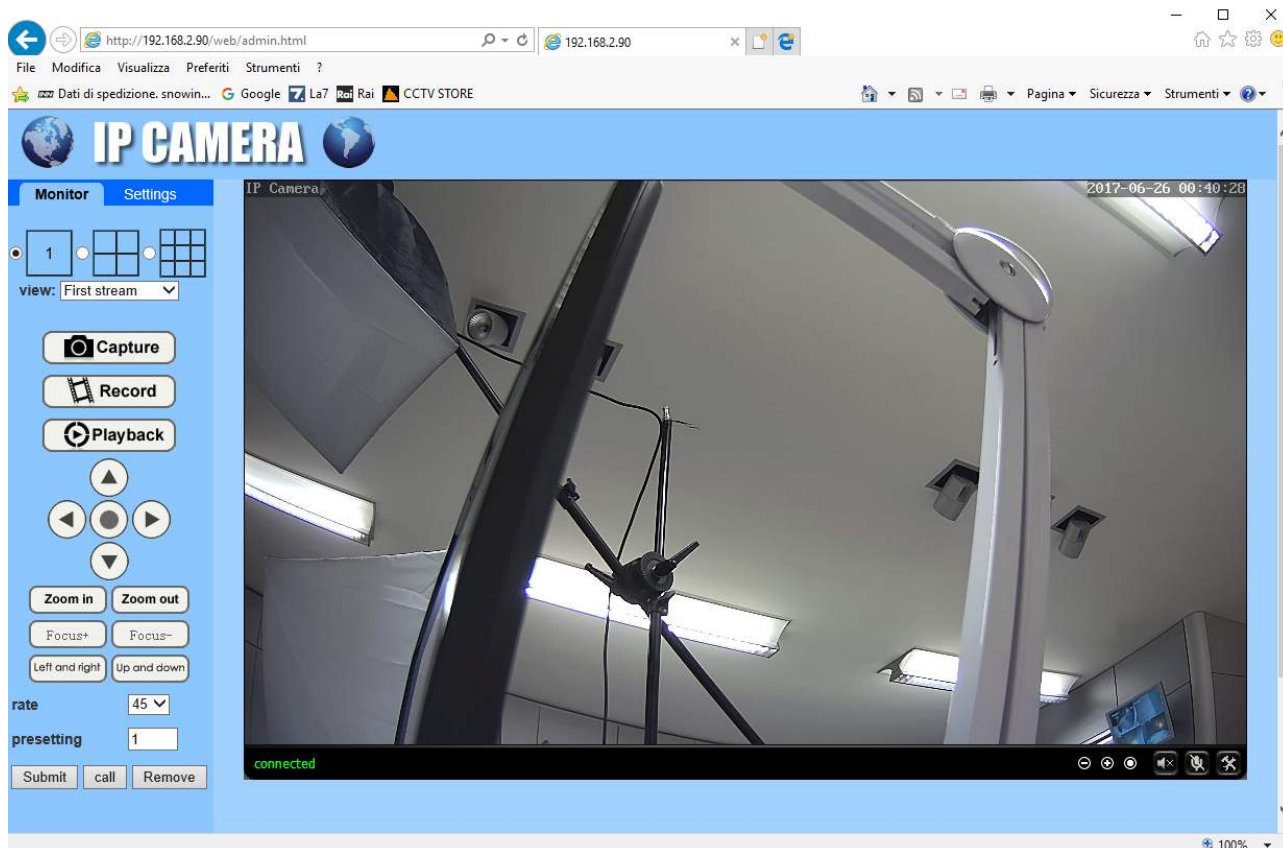 http://192.168.2.90/web/admin.html
192.168.2.90
File Modifica Visualizza Preferiti Strumenti ?
Dati di spedizione. snowin... Google La7 Rai Rai CCTV STORE
Pagina Sicurezza Strumenti
IP CAMERA
Monitor Settings
IP Camera
2017-06-26 00:40:28
1
view: First stream
Capture
Record
Playback
Zoom in Zoom out
Focus+ Focus-
Left and right Up and down
rate 45
presetting 1
Submit call Remove
connected
100%